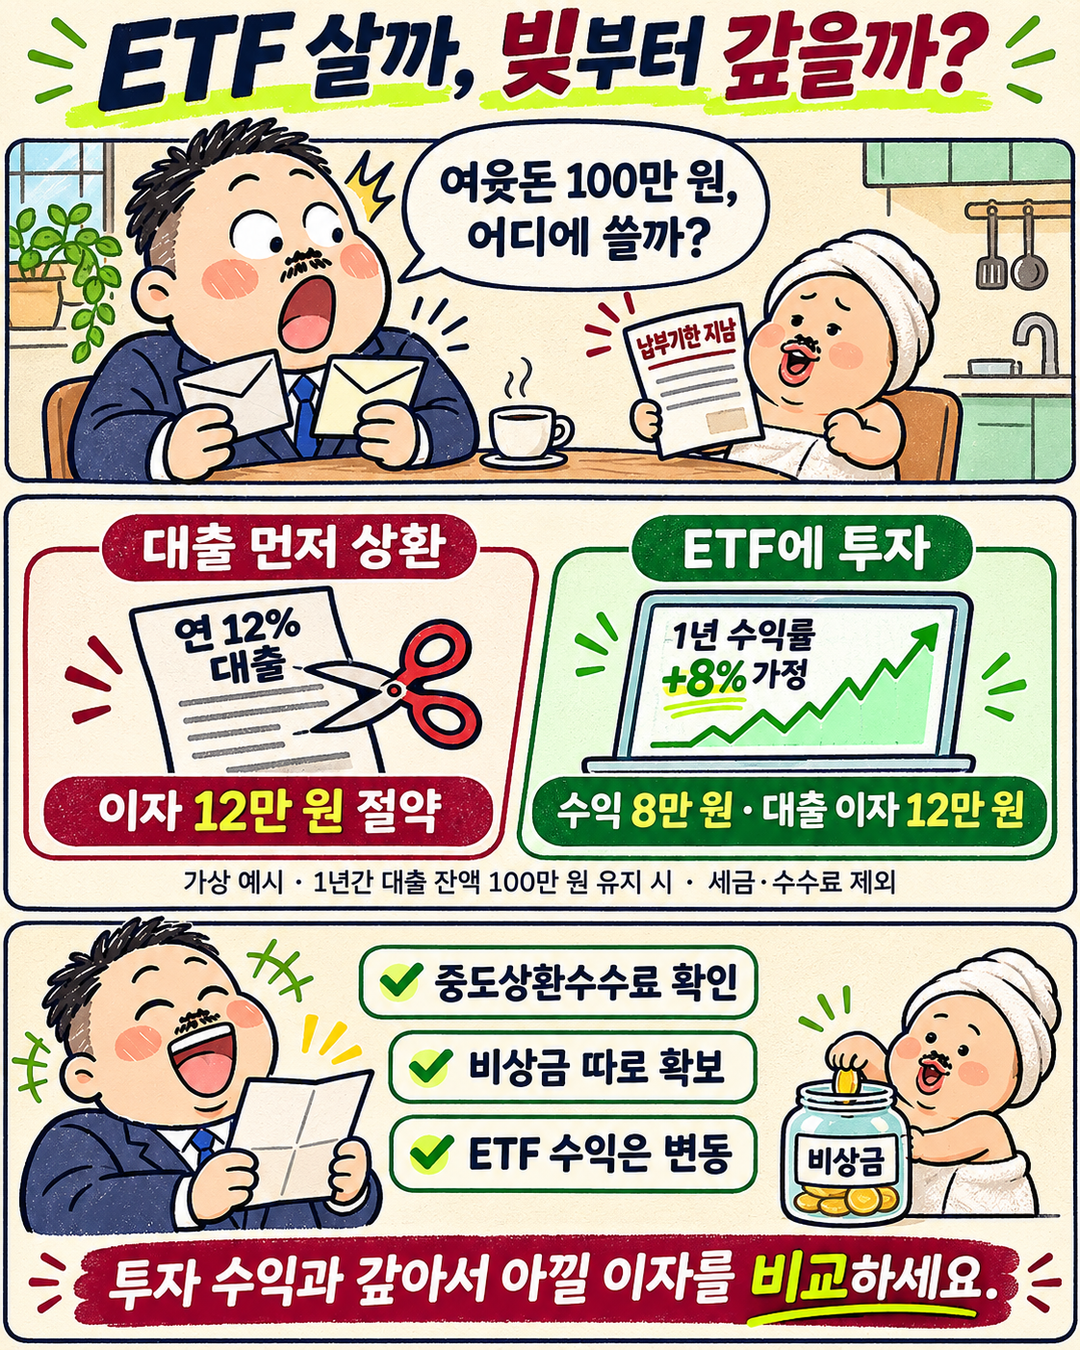 ETF 살까, 빚부터 갚을까?
여윳돈 100만 원,
어디에 쓸까?
납부기한 지남
대출 먼저 상환
연 12%
대출
이자 12만 원 절약
ETF에 투자
1년 수익률
+8% 가정
수익 8만 원 · 대출 이자 12만 원
가상 예시 · 1년간 대출 잔액 100만 원 유지 시 · 세금·수수료 제외
중도상환수수료 확인
비상금 따로 확보
ETF 수익은 변동
비상금
투자 수익과 갚아서 아낄 이자를 비교하세요.